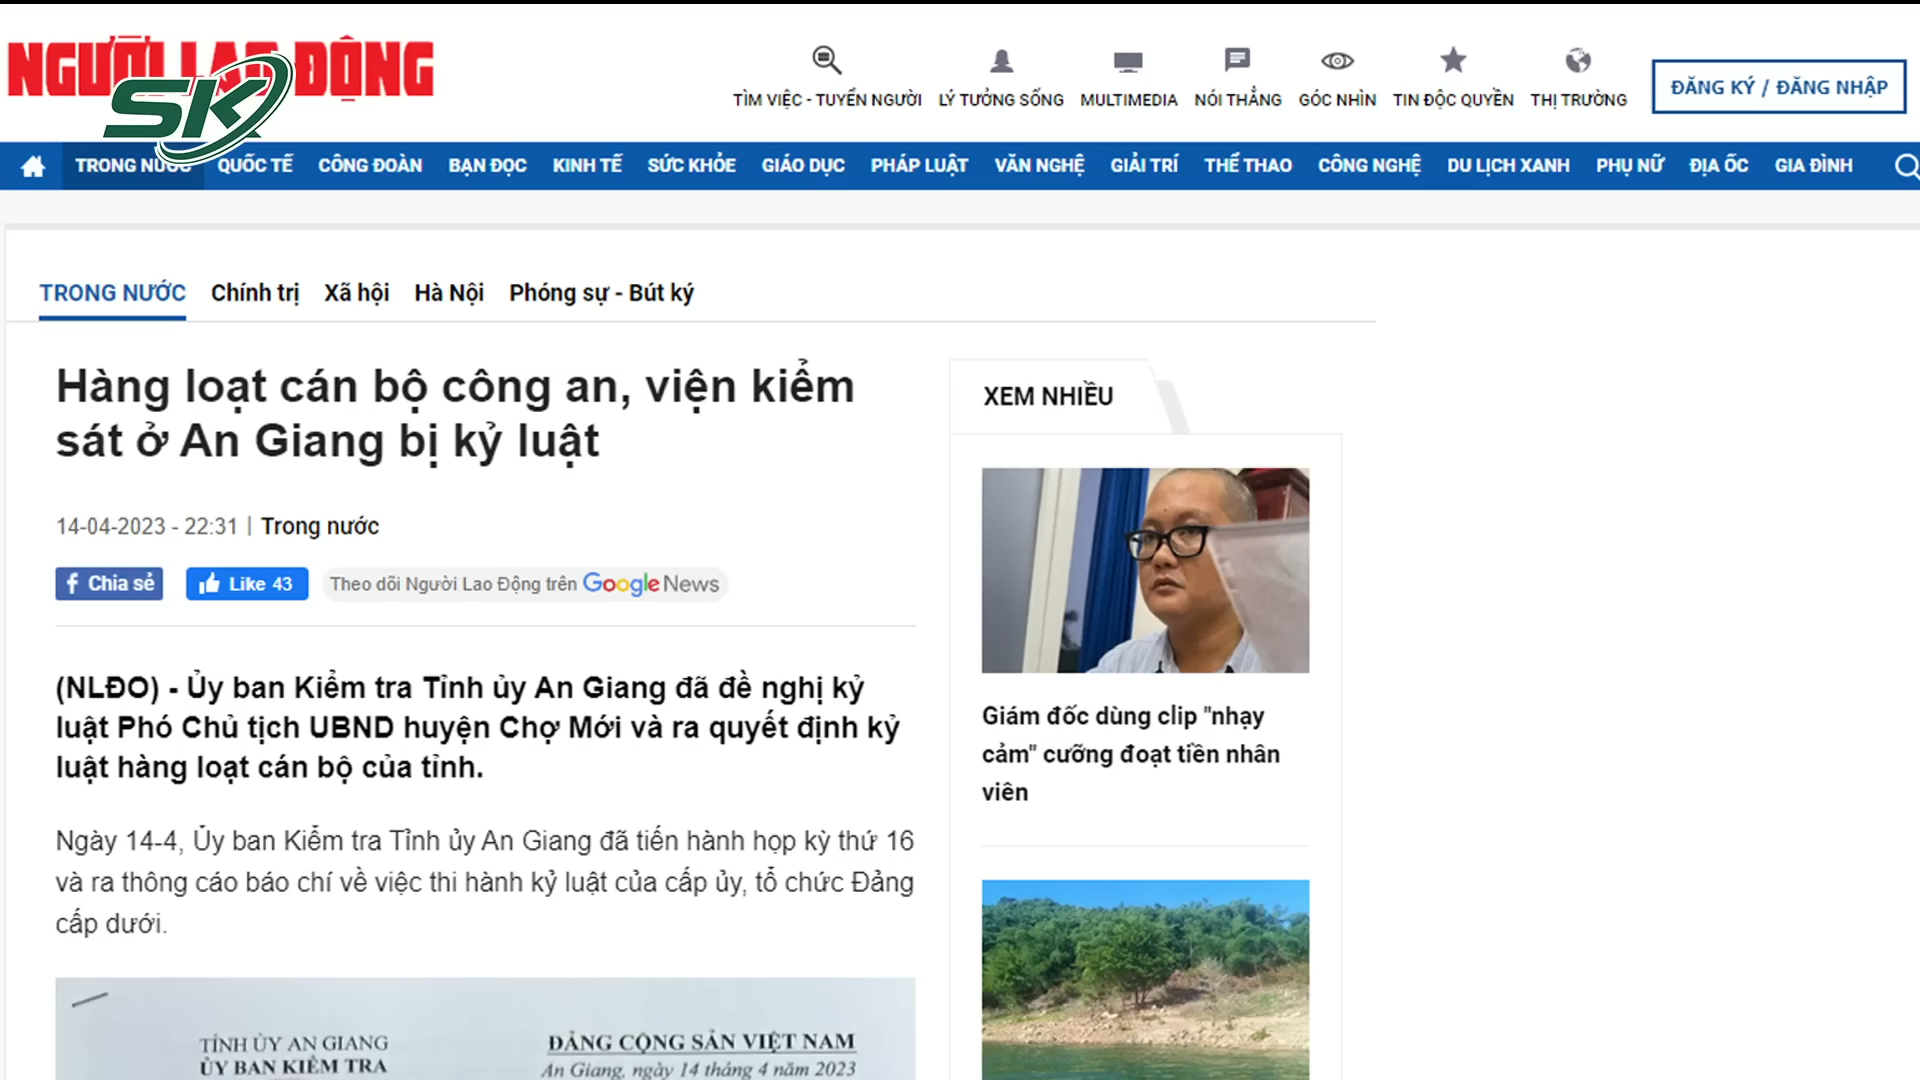 NGƯỜI LAO ĐỘNG
SK
TÌM VIỆC - TUYỂN NGƯỜI
LÝ TƯỞNG SỐNG
MULTIMEDIA
NÓI THẲNG
GÓC NHÌN
TIN ĐỘC QUYỀN
THỊ TRƯỜNG
ĐĂNG KÝ / ĐĂNG NHẬP
TRONG NƯỚC QUỐC TẾ CÔNG ĐOÀN BẠN ĐỌC KINH TẾ SỨC KHỎE GIÁO DỤC PHÁP LUẬT VĂN NGHỆ GIẢI TRÍ THỂ THAO CÔNG NGHỆ DU LỊCH XANH PHỤ NỮ ĐỊA ỐC GIA ĐÌNH
TRONG NƯỚC Chính trị Xã hội Hà Nội Phóng sự - Bút ký
Hàng loạt cán bộ công an, viện kiểm
sát ở An Giang bị kỷ luật
14-04-2023 - 22:31 | Trong nước
Chia sẻ
Like 43
Theo dõi Người Lao Động trên Google News
(NLĐO) - Ủy ban Kiểm tra Tỉnh ủy An Giang đã đề nghị kỷ
luật Phó Chủ tịch UBND huyện Chợ Mới và ra quyết định kỷ
luật hàng loạt cán bộ của tỉnh.
Ngày 14-4, Ủy ban Kiểm tra Tỉnh ủy An Giang đã tiến hành họp kỳ thứ 16
và ra thông cáo báo chí về việc thi hành kỷ luật của cấp ủy, tổ chức Đảng
cấp dưới.
TỈNH ỦY AN GIANG
ỦY BAN KIỂM TRA
ĐẢNG CỘNG SẢN VIỆT NAM
An Giang, ngày 14 tháng 4 năm 2023
XEM NHIỀU
Giám đốc dùng clip "nhạy
cảm" cưỡng đoạt tiền nhân
viên